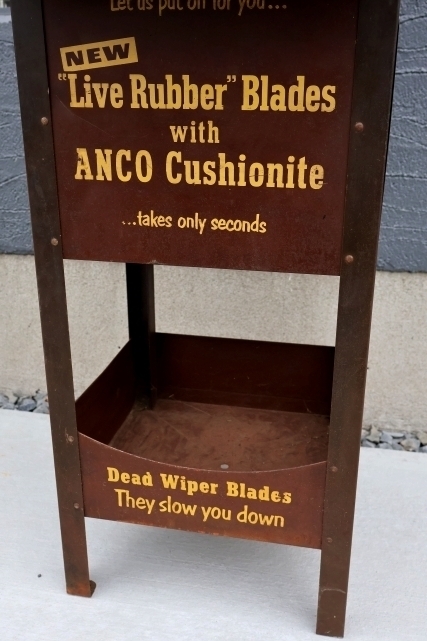 Let us put on for you...
NEW
"Live Rubber" Blades
with
ANCO Cushionite
...takes only seconds
Dead Wiper Blades
They slow you down